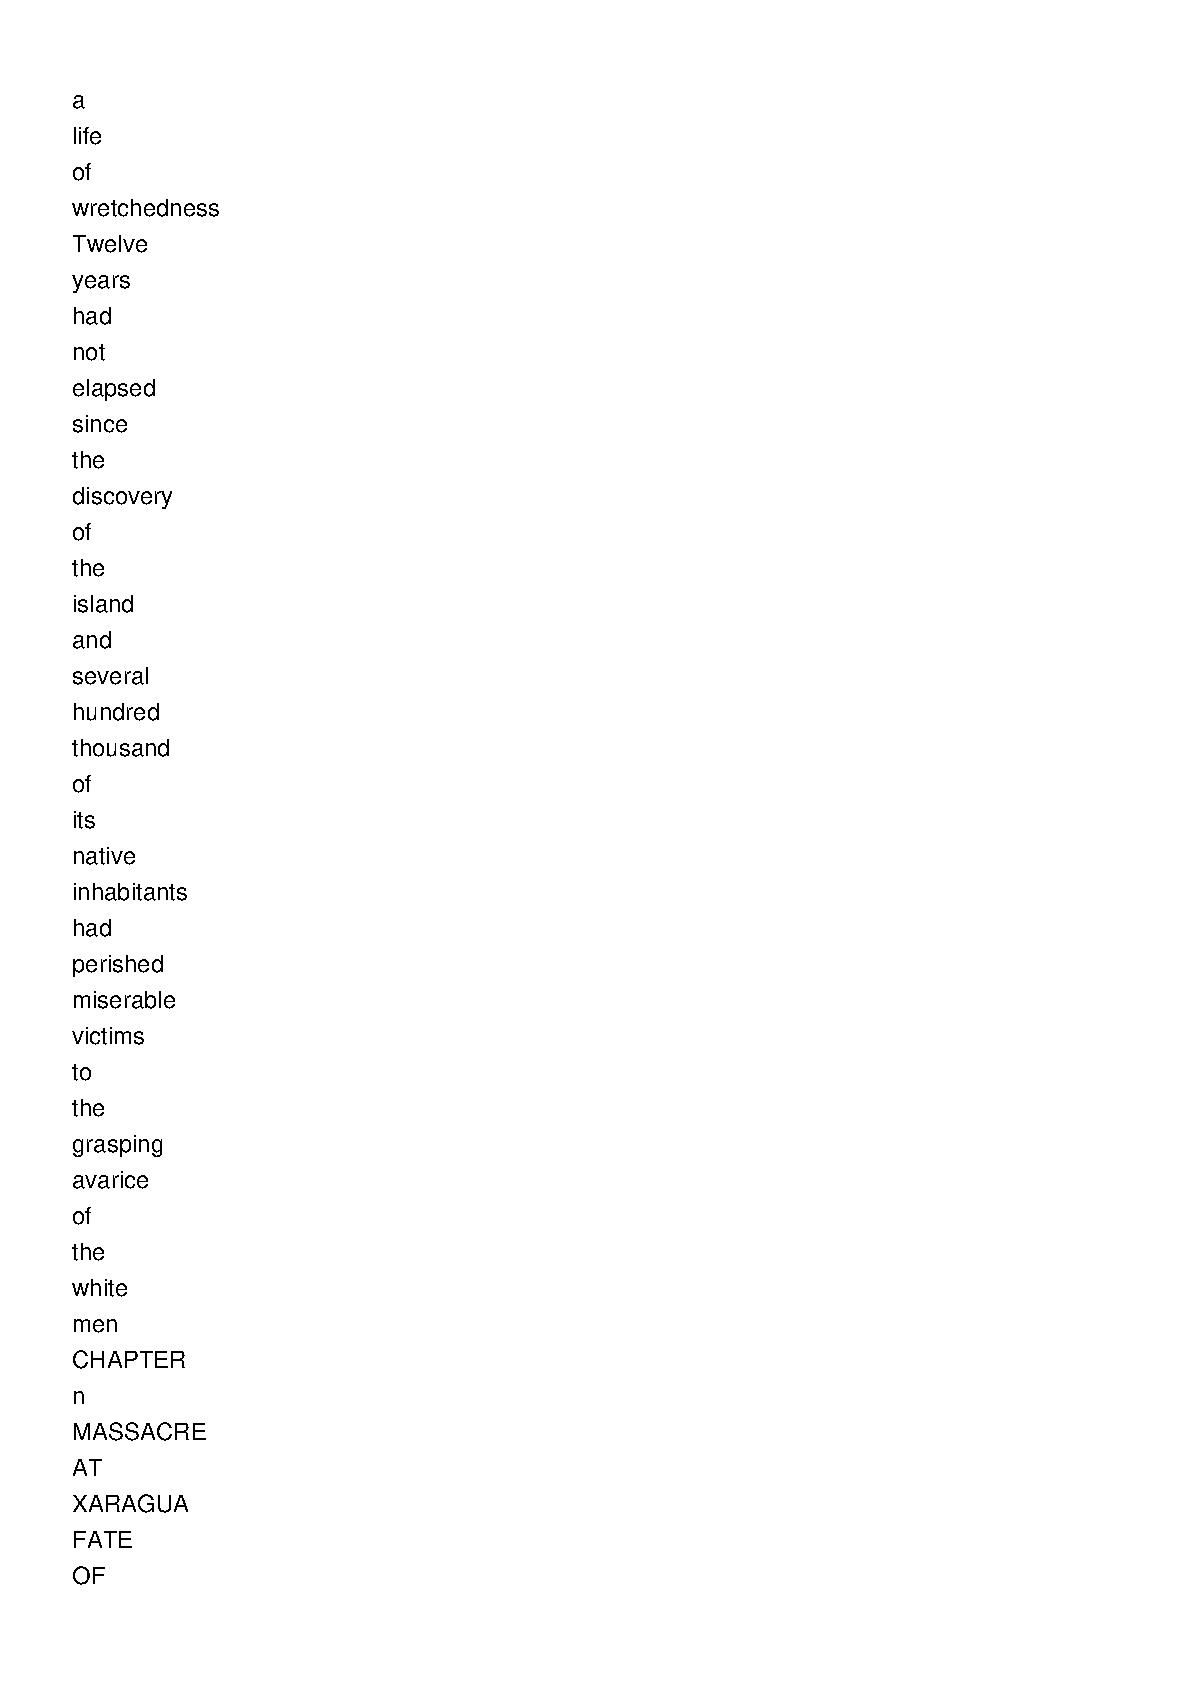 a
life
of
wretchedness
Twelve
years
had
not
elapsed
since
the
discovery
of
the
island
and
several
hundred
thousand
of
its
native
inhabitants
had
perished
miserable
victims
to
the
grasping
avarice
of
the
white
men
CHAPTER
n
MASSACRE
AT
XARAGUA
FATE
OF